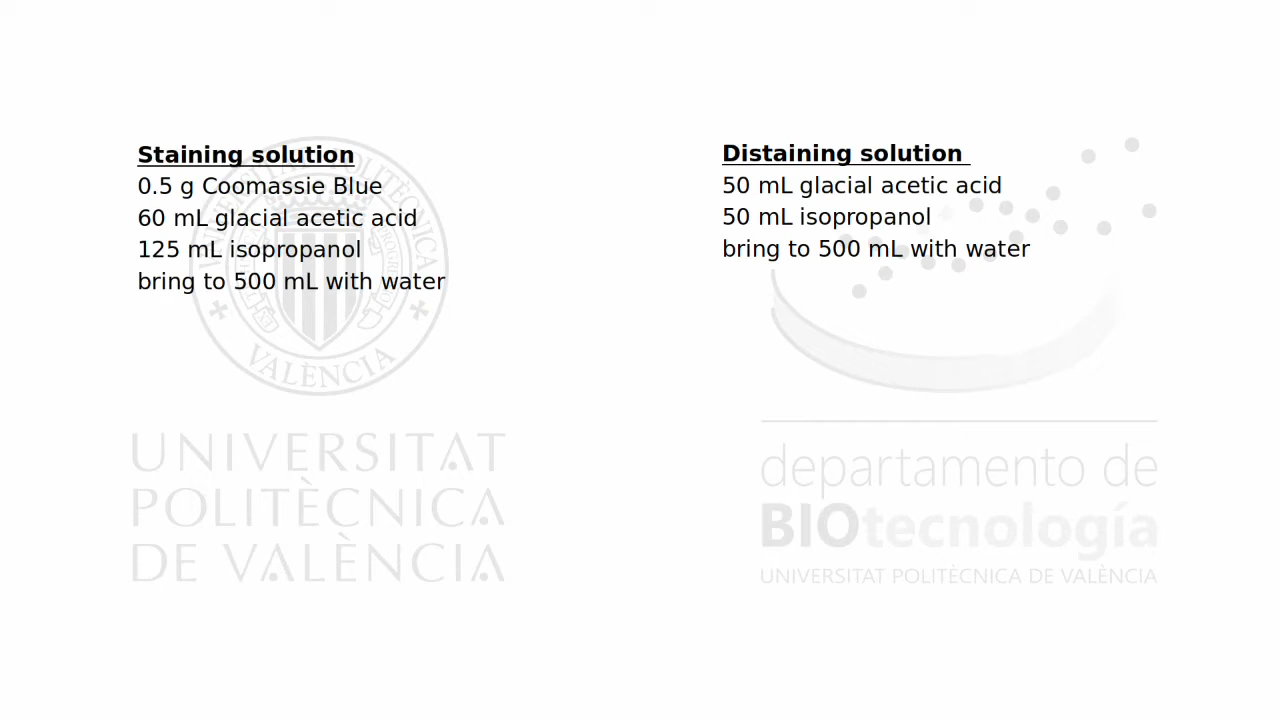 Staining solution
0.5 g Coomassie Blue
60 mL glacial acetic acid
125 mL isopropanol
bring to 500 mL with water
Distaining solution
50 mL glacial acetic acid
50 mL isopropanol
bring to 500 mL with water
VALÈNCIA
UNIVERSITAT
POLITÈCNICA
DE VALÈNCIA
departamento de
BIOtecnología
UNIVERSITAT POLITÈCNICA DE VALÈNCIA